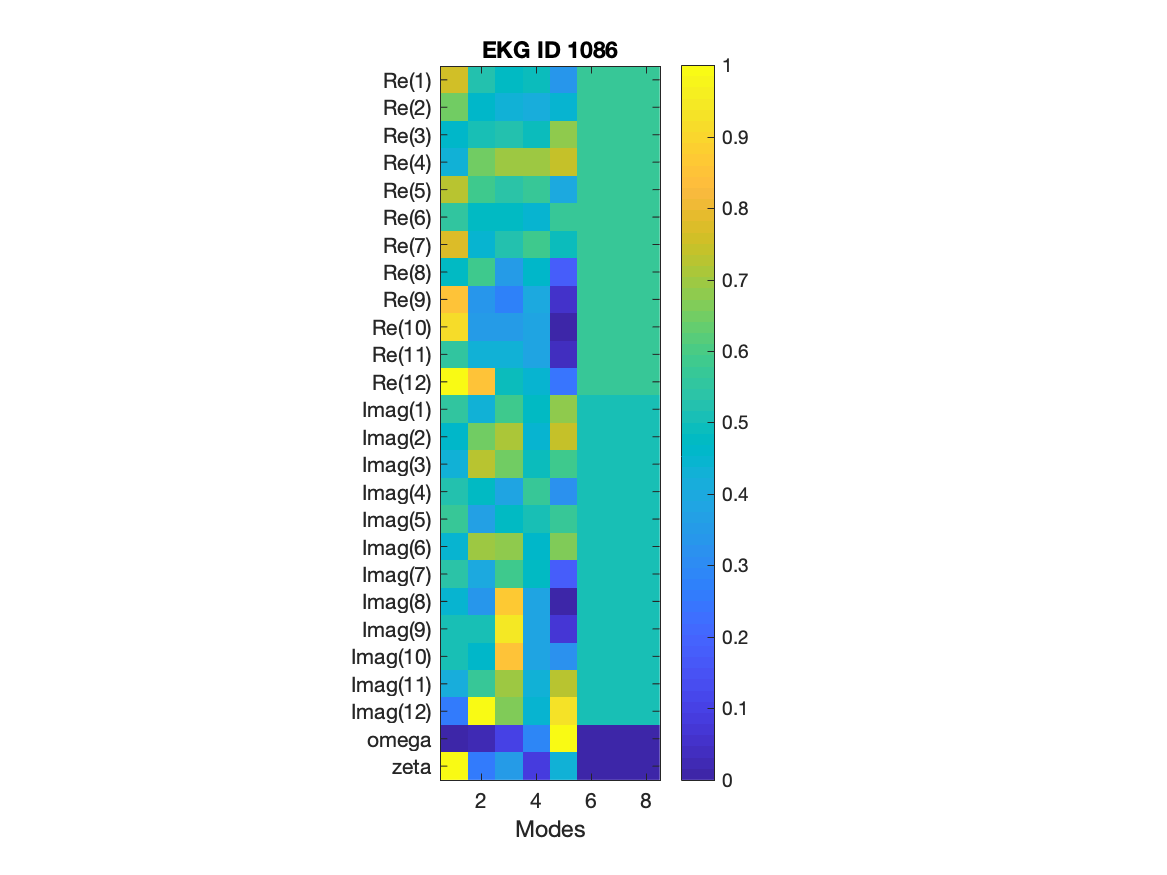 EKG ID 1086
Re(1)
Re(2)
Re(3)
Re(4)
Re(5)
Re(6)
Re(7)
Re(8)
Re(9)
Re(10)
Re(11)
Re(12)
Imag(1)
Imag(2)
Imag(3)
Imag(4)
Imag(5)
Imag(6)
Imag(7)
Imag(8)
Imag(9)
Imag(10)
Imag(11)
Imag(12)
omega
zeta
2 4 6 8
Modes
1
0.9
0.8
0.7
0.6
0.5
0.4
0.3
0.2
0.1
0